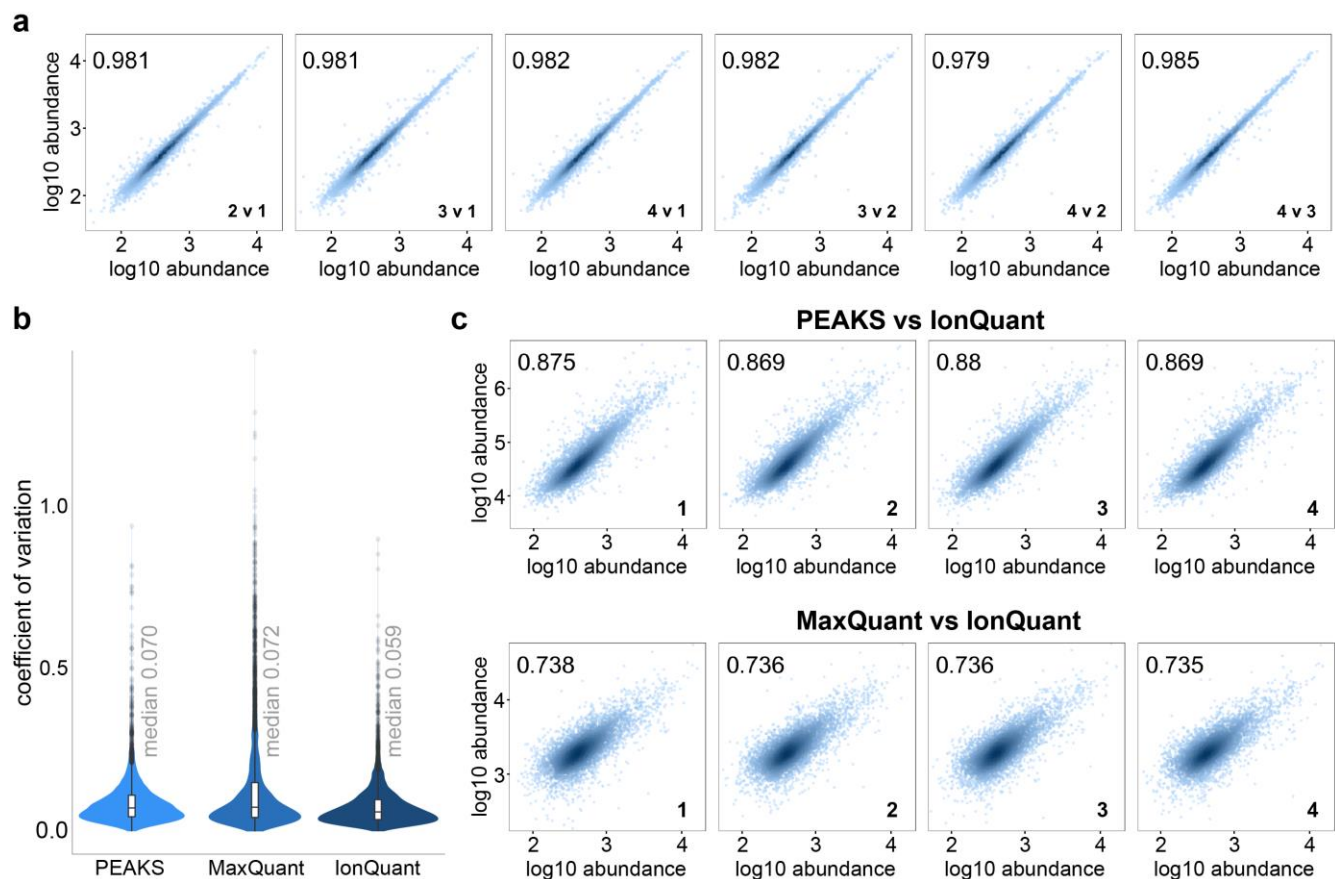 a
0.981 0.981 0.982 0.982 0.979 0.985
4
3
2
log10 abundance
2 v 1 3 v 1 4 v 1 3 v 2 4 v 2 4 v 3
2 3 4 2 3 4 2 3 4 2 3 4 2 3 4 2 3 4
log10 abundance log10 abundance log10 abundance log10 abundance log10 abundance log10 abundance
b
coefficient of variation
1.0
0.5
0.0
median 0.070
median 0.072
median 0.059
PEAKS MaxQuant IonQuant
c
PEAKS vs IonQuant
0.875 0.869 0.88 0.869
6
5
4
log10 abundance
1 2 3 4
2 3 4 2 3 4 2 3 4 2 3 4
log10 abundance log10 abundance log10 abundance log10 abundance
MaxQuant vs IonQuant
0.738 0.736 0.736 0.735
4
3
log10 abundance
1 2 3 4
2 3 4 2 3 4 2 3 4 2 3 4
log10 abundance log10 abundance log10 abundance log10 abundance